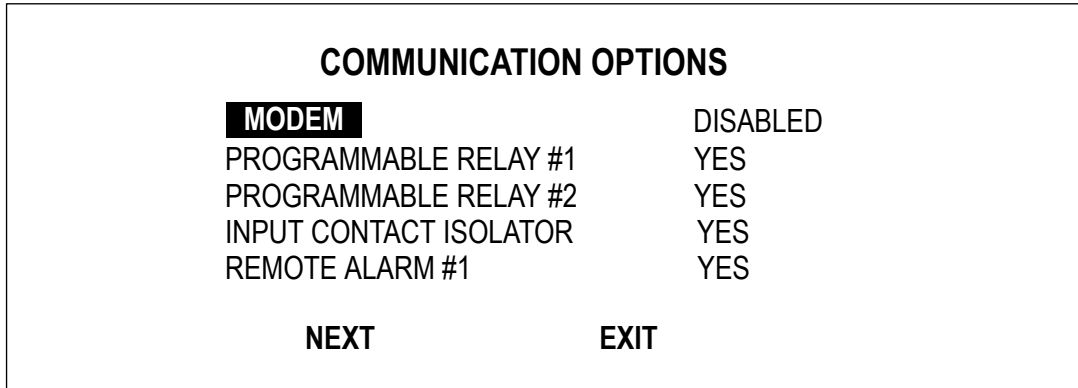 COMMUNICATION OPTIONS
MODEM DISABLED
PROGRAMMABLE RELAY #1 YES
PROGRAMMABLE RELAY #2 YES
INPUT CONTACT ISOLATOR YES
REMOTE ALARM #1 YES
NEXT EXIT